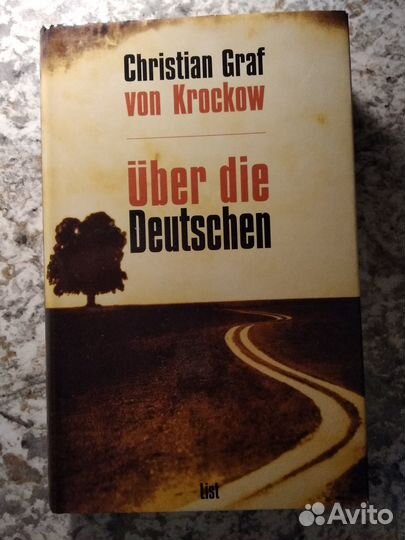 Christian Graf
von Krockow
Über die
Deutschen
List
Avito